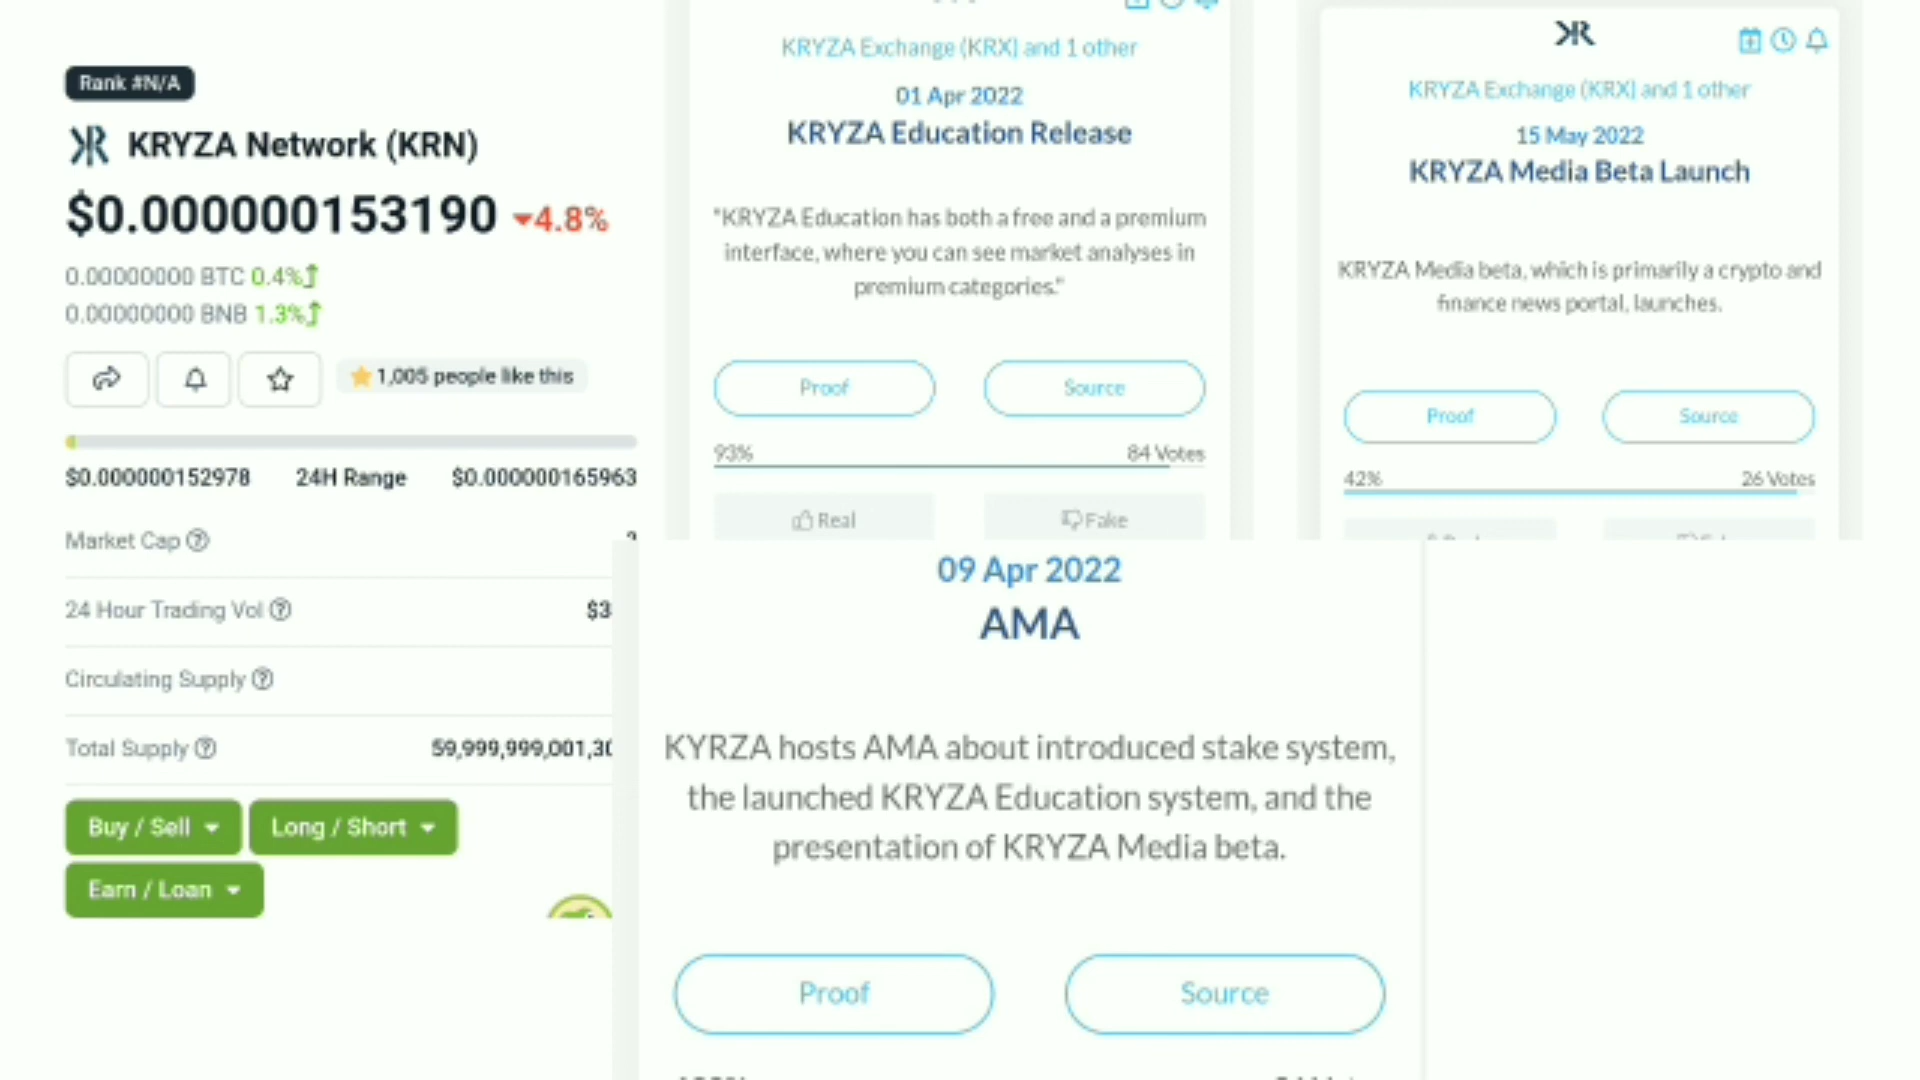 Rank #N/A
KRYZA Network (KRN)
$0.000000153190 4.8%
0.00000000 BTC 0.4%
0.00000000 BNB 1.3%
1,005 people like this
$0.000000152978 24H Range $0.000000165963
Market Cap
24 Hour Trading Vol $3
Circulating Supply
Total Supply 59,999,999,001,30
Buy / Sell Long / Short
Earn / Loan
KRYZA Exchange (KRX) and 1 other
01 Apr 2022
KRYZA Education Release
"KRYZA Education has both a free and a premium
interface, where you can see market analyses in
premium categories."
Proof Source
93% 84 Votes
Real Fake
KRYZA Exchange (KRX) and 1 other
15 May 2022
KRYZA Media Beta Launch
KRYZA Media beta, which is primarily a crypto and
finance news portal, launches.
Proof Source
42% 26 Votes
09 Apr 2022
AMA
KYRZA hosts AMA about introduced stake system,
the launched KRYZA Education system, and the
presentation of KRYZA Media beta.
Proof Source